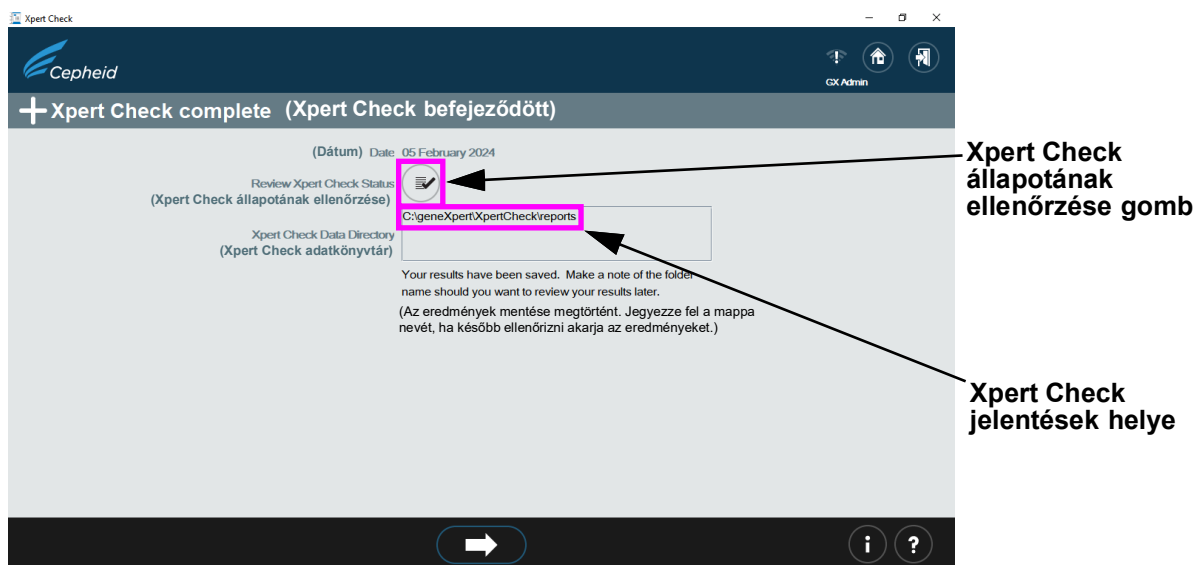 Xpert Check
Cepheid
GX Admin
Xpert Check complete (Xpert Check befejeződött)
(Dátum) Date 05 February 2024
Review Xpert Check Status
(Xpert Check állapotának ellenőrzése)
C:\geneXpert\XpertCheck\reports
Xpert Check Data Directory
(Xpert Check adatkönyvtár)
Your results have been saved. Make a note of the folder
name should you want to review your results later.
(Az eredmények mentése megtörtént. Jegyezze fel a mappa
nevét, ha később ellenőrizni akarja az eredményeket.)
i ?
Xpert Check
állapotának
ellenőrzése gomb
Xpert Check
jelentések helye